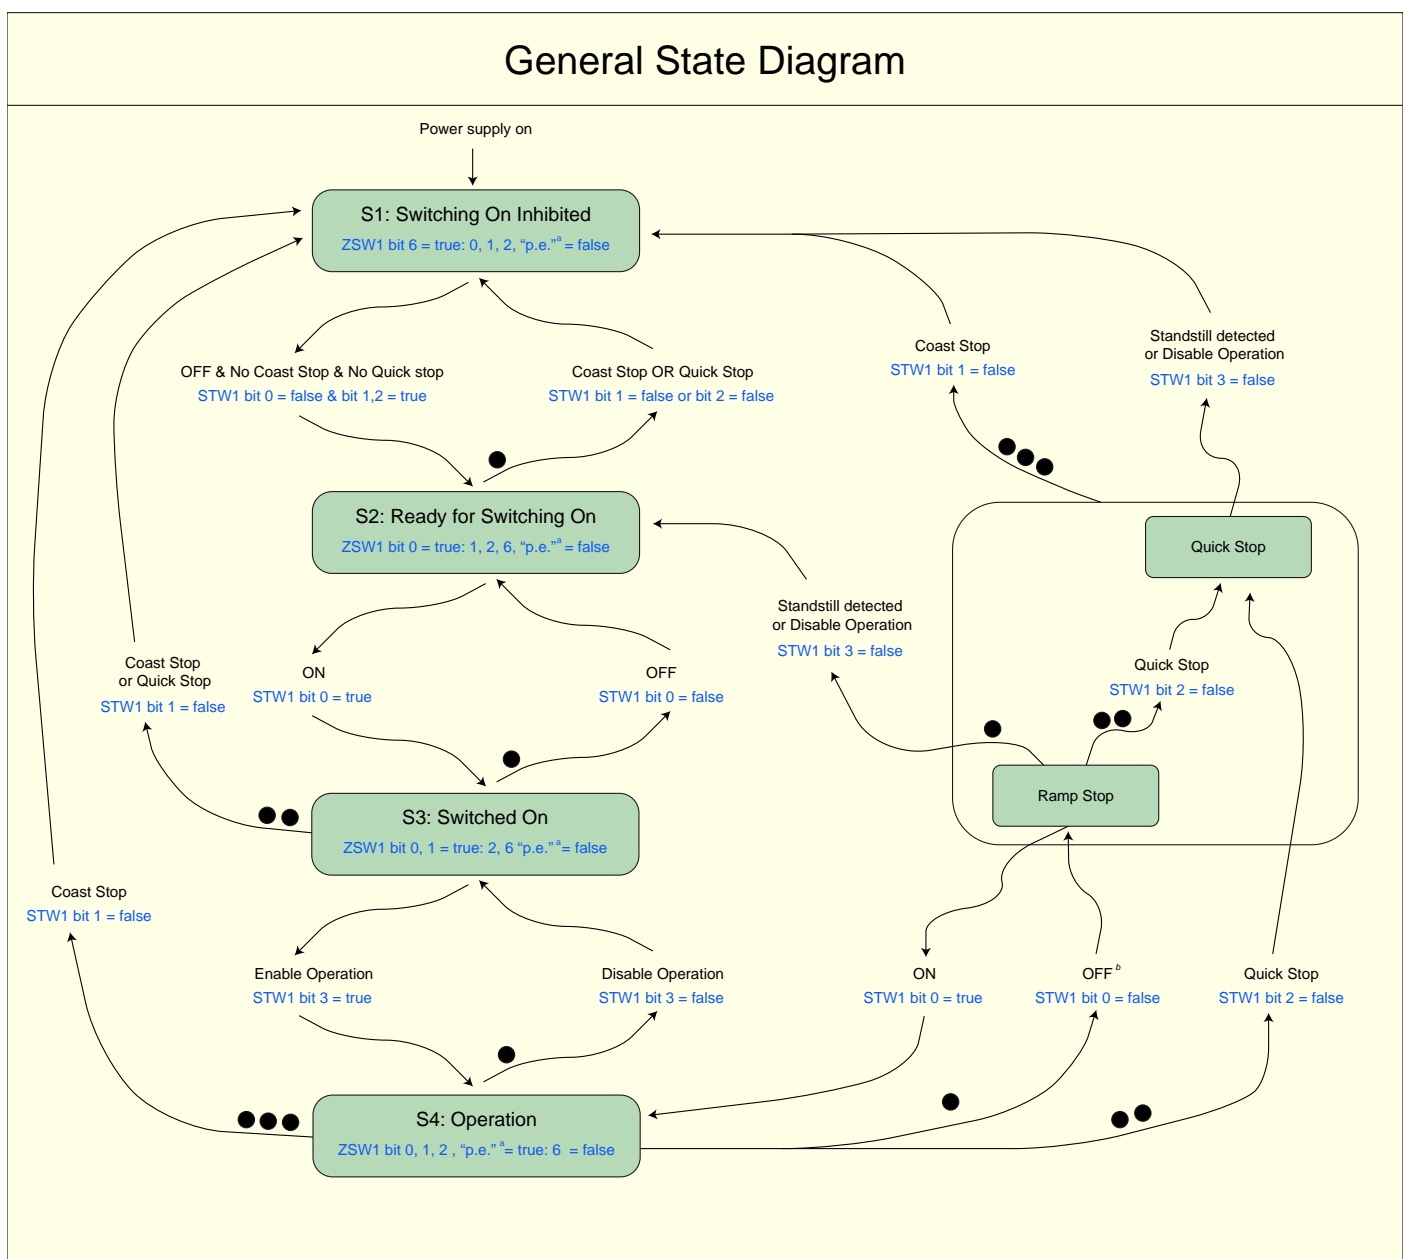 General State Diagram
Power supply on
S1: Switching On Inhibited
ZSW1 bit 6 = true: 0, 1, 2, “p.e.”a = false
OFF & No Coast Stop & No Quick stop
STW1 bit 0 = false & bit 1,2 = true
Coast Stop OR Quick Stop
STW1 bit 1 = false or bit 2 = false
Coast Stop
STW1 bit 1 = false
Standstill detected
or Disable Operation
STW1 bit 3 = false
S2: Ready for Switching On
ZSW1 bit 0 = true: 1, 2, 6, “p.e.”a = false
Quick Stop
Standstill detected
or Disable Operation
STW1 bit 3 = false
Coast Stop
or Quick Stop
STW1 bit 1 = false
ON
STW1 bit 0 = true
OFF
STW1 bit 0 = false
Quick Stop
STW1 bit 2 = false
Ramp Stop
S3: Switched On
ZSW1 bit 0, 1 = true: 2, 6 “p.e.” a = false
Coast Stop
STW1 bit 1 = false
Enable Operation
STW1 bit 3 = true
Disable Operation
STW1 bit 3 = false
ON
STW1 bit 0 = true
OFF b
STW1 bit 0 = false
Quick Stop
STW1 bit 2 = false
S4: Operation
ZSW1 bit 0, 1, 2 , “p.e.” a = true: 6 = false